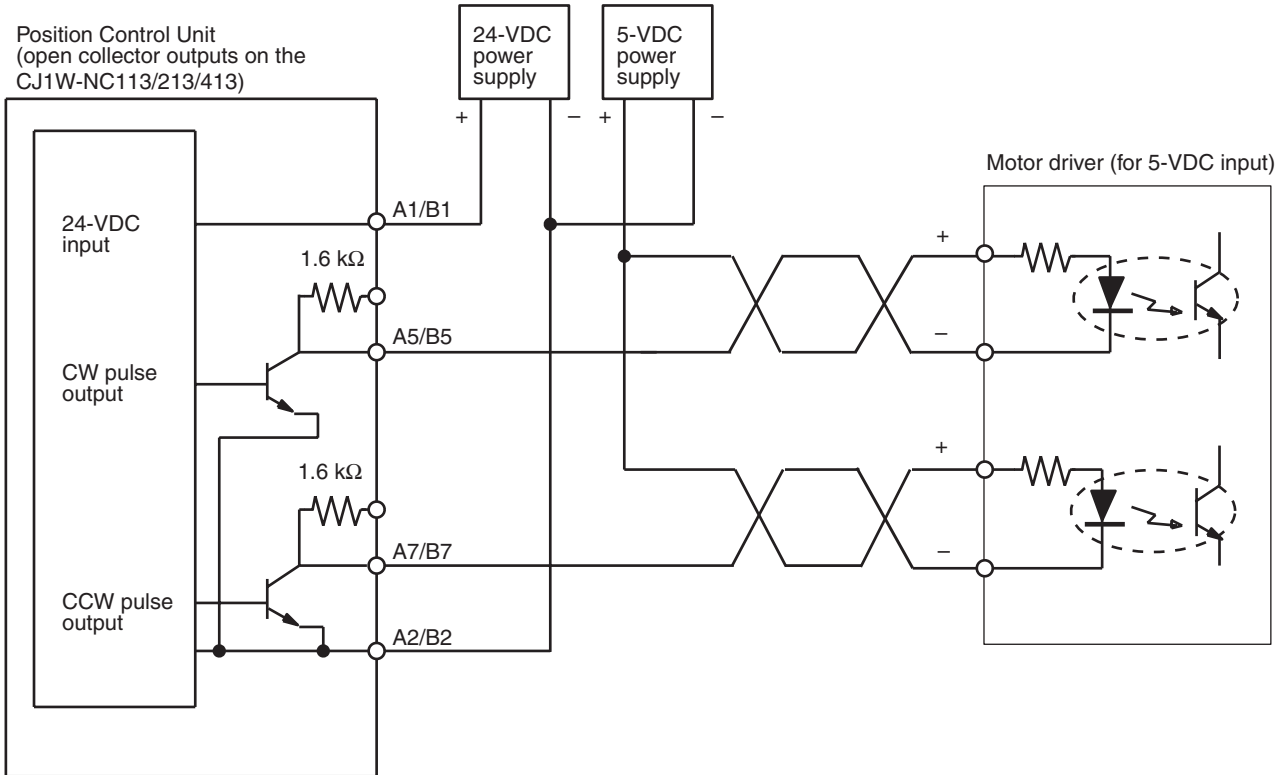 Position Control Unit
(open collector outputs on the
CJ1W-NC113/213/413)
24-VDC
power
supply
5-VDC
power
supply
+
–
+
–
Motor driver (for 5-VDC input)
24-VDC
input
A1/B1
1.6 kΩ
+
A5/B5
–
CW pulse
output
1.6 kΩ
+
A7/B7
–
CCW pulse
output
A2/B2